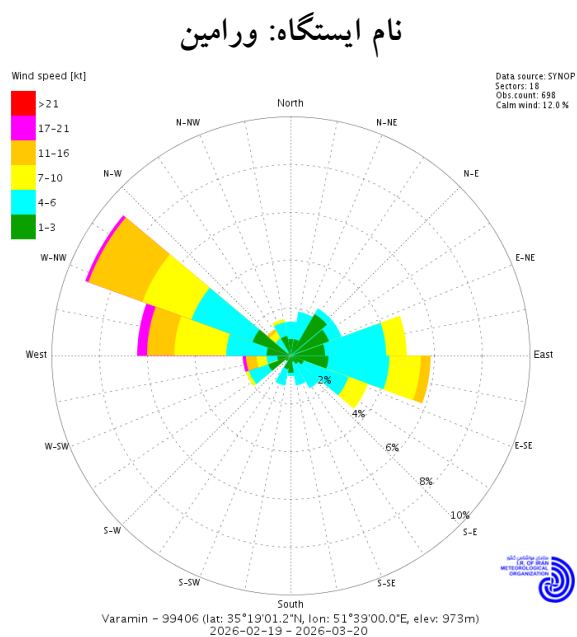 نام ایستگاه: ورامین
Wind speed [kt]
>21
17-21
11-16
7-10
4-6
1-3
Data source: SYNOP
Sectors: 18
Obs.count: 698
Calm wind: 12.0 %
North
N-NW
N-NE
N-W
N-E
W-NW
E-NE
West
East
2%
4%
6%
8%
10%
W-SW
E-SE
S-W
S-E
S-SW
S-SE
South
سازمان هواشناسی کشور
I.R. OF IRAN
METEOROLOGICAL
ORGANIZATION
Varamin - 99406 (lat: 35°19'01.2"N, lon: 51°39'00.0"E, elev: 973m)
2026-02-19 - 2026-03-20